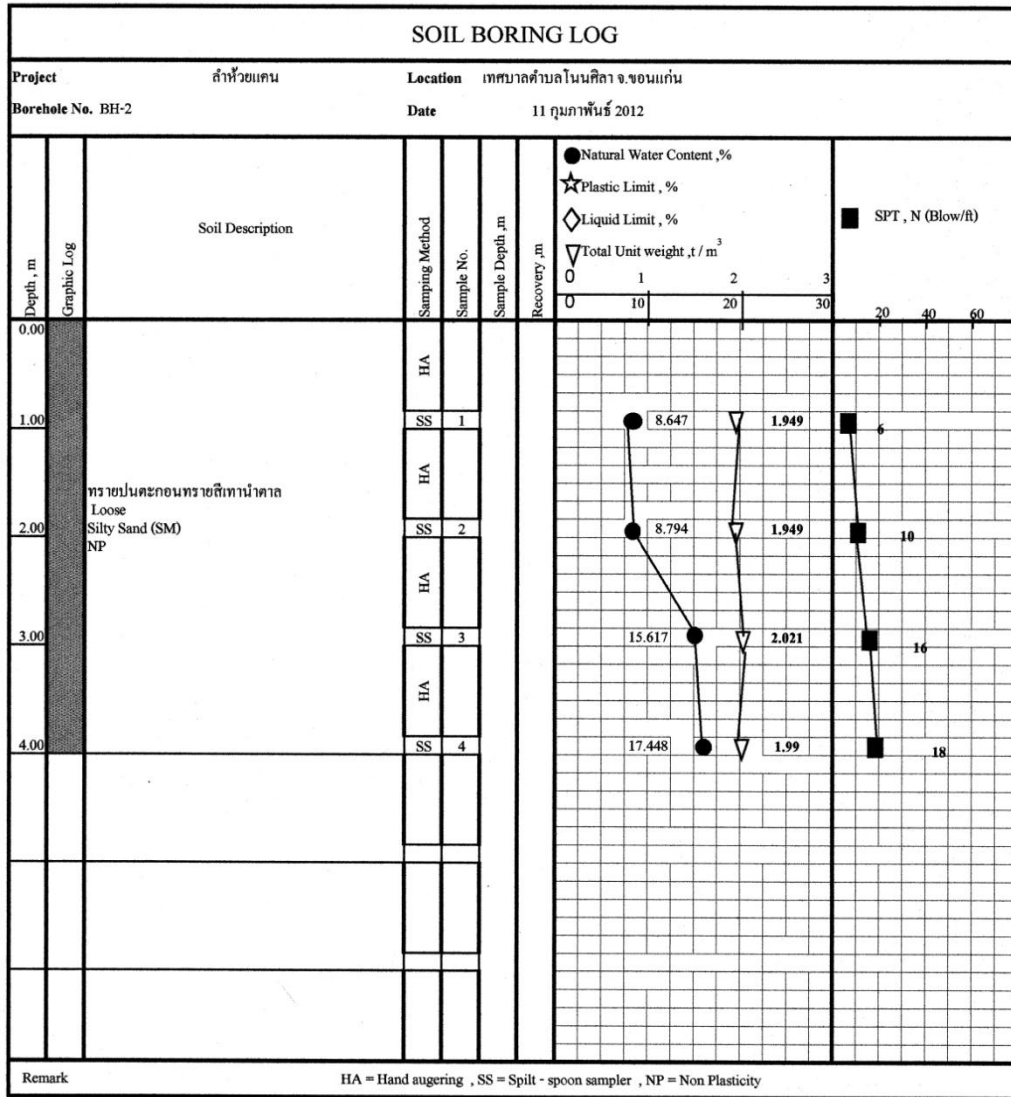 SOIL BORING LOG
Project ลำห้วยแคน Location เทศบาลตำบลโนนศิลา จ.ขอนแก่น
Borehole No. BH-2 Date 11 กุมภาพันธ์ 2012
Depth , m
Graphic Log
Soil Description
Samping Method
Sample No.
Sample Depth ,m
Recovery ,m
Natural Water Content ,%
Plastic Limit , %
Liquid Limit , %
Total Unit weight ,t / m³
0 1 2 3
0 10 20 30
SPT , N (Blow/ft)
20 40 60
0.00
HA
1.00 SS 1 8.647 1.949 6
HA
ทรายปนตะกอนทรายสีเทานำตาล
Loose
2.00 Silty Sand (SM) SS 2 8.794 1.949 10
NP
HA
3.00 SS 3 15.617 2.021 16
HA
4.00 SS 4 17.448 1.99 18
Remark HA = Hand augering , SS = Spilt - spoon sampler , NP = Non Plasticity